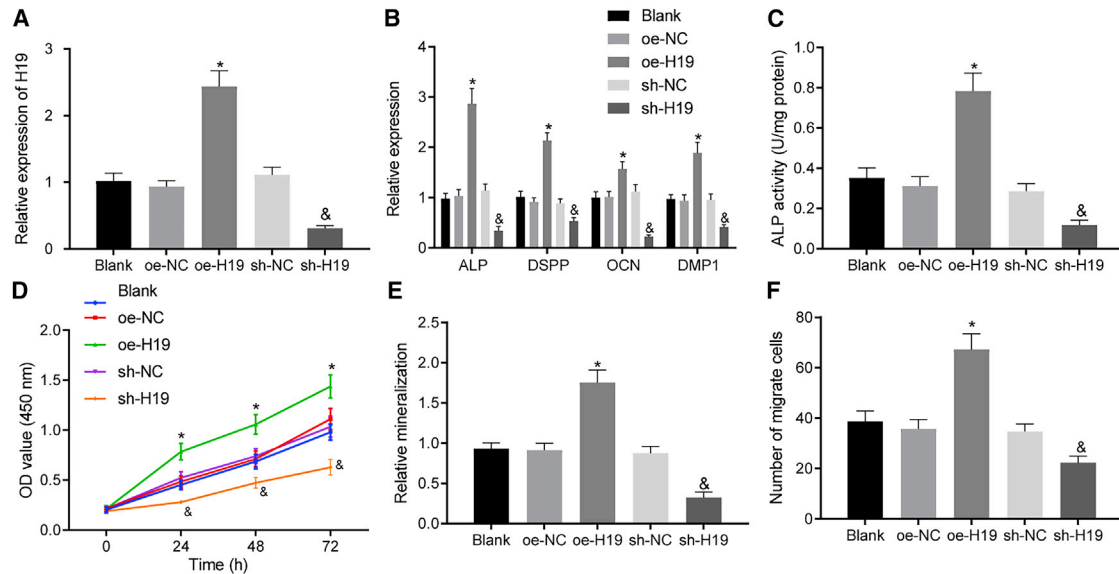 A
Relative expression of H19
3
2
1
0
*
&
Blank oe-NC oe-H19 sh-NC sh-H19
B
Blank
oe-NC
oe-H19
sh-NC
sh-H19
Relative expression
4
3
2
1
0
* & * & * & * &
ALP DSPP OCN DMP1
C
ALP activity (U/mg protein)
1.0
0.8
0.6
0.4
0.2
0.0
*
&
Blank oe-NC oe-H19 sh-NC sh-H19
D
Blank
oe-NC
oe-H19
sh-NC
sh-H19
OD value (450 nm)
2.0
1.5
1.0
0.5
0.0
* * *
& & &
0 24 48 72
Time (h)
E
Relative mineralization
2.5
2.0
1.5
1.0
0.5
0.0
*
&
Blank oe-NC oe-H19 sh-NC sh-H19
F
Number of migrate cells
80
60
40
20
0
*
&
Blank oe-NC oe-H19 sh-NC sh-H19